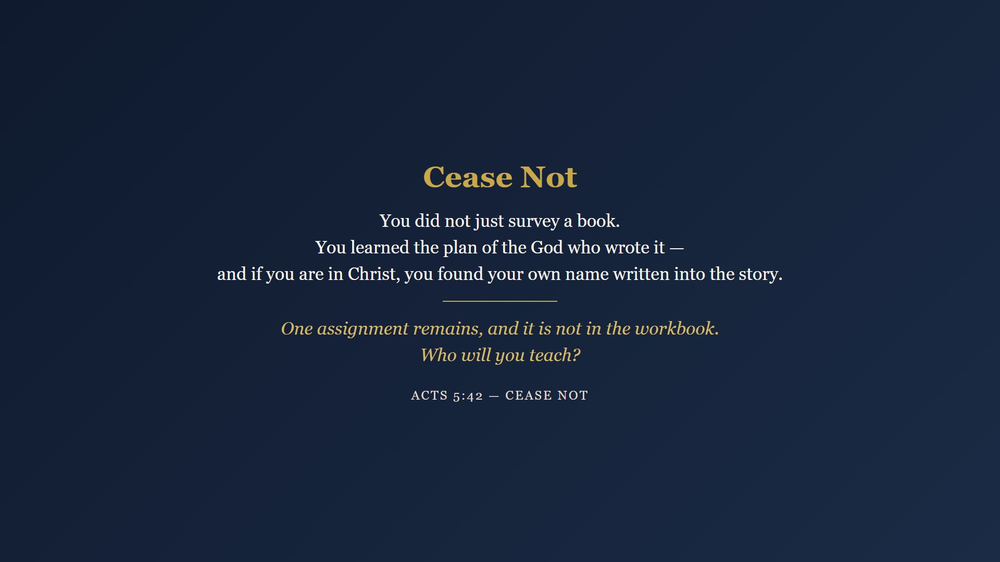 Cease Not
You did not just survey a book.
You learned the plan of the God who wrote it —
and if you are in Christ, you found your own name written into the story.
One assignment remains, and it is not in the workbook.
Who will you teach?
ACTS 5:42 — CEASE NOT